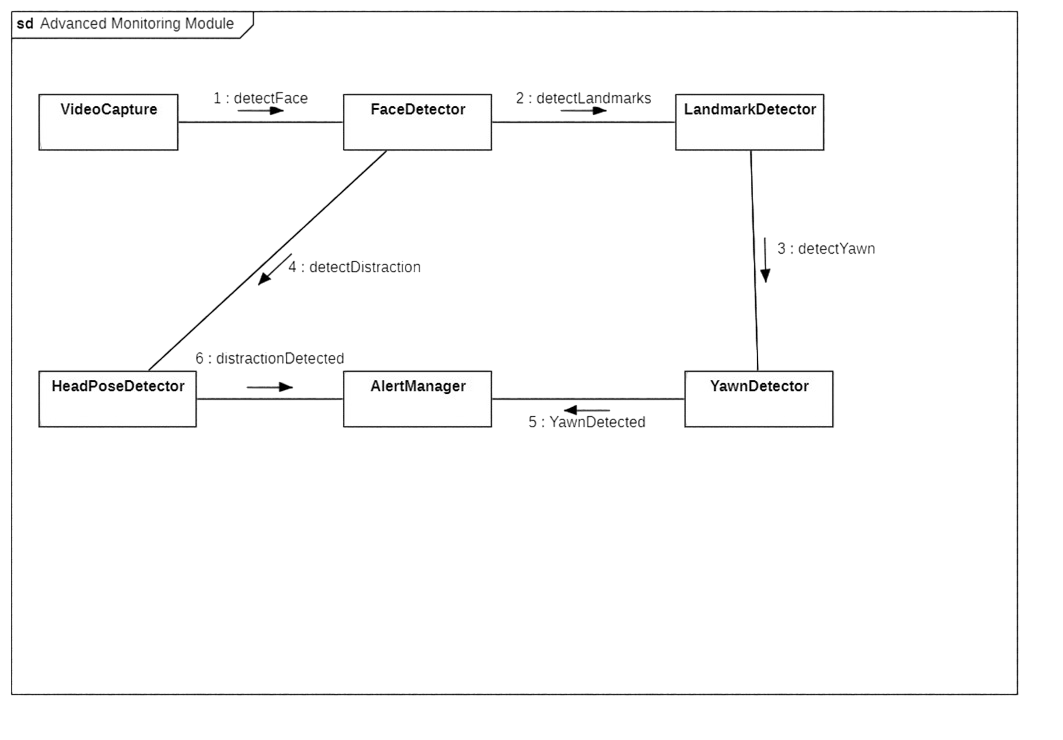 sd Advanced Monitoring Module
1 : detectFace
2 : detectLandmarks
VideoCapture
FaceDetector
LandmarkDetector
3 : detectYawn
4 : detectDistraction
6 : distractionDetected
HeadPoseDetector
AlertManager
YawnDetector
5 : YawnDetected